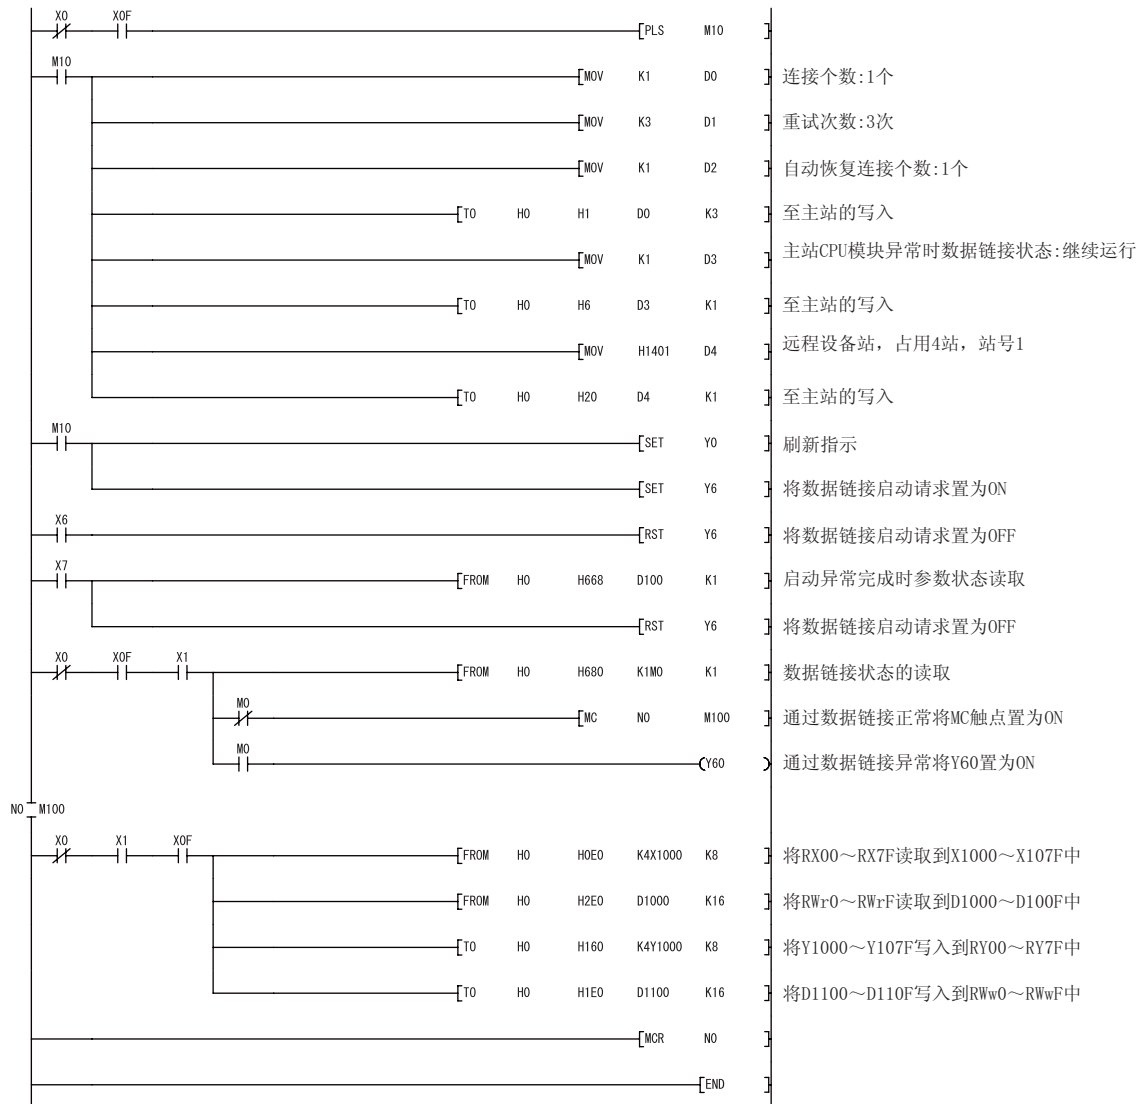 X0 X0F
PLS M10
M10
MOV K1 D0 连接个数:1个
MOV K3 D1 重试次数:3次
MOV K1 D2 自动恢复连接个数:1个
TO H0 H1 D0 K3 至主站的写入
MOV K1 D3 主站CPU模块异常时数据链接状态:继续运行
TO H0 H6 D3 K1 至主站的写入
MOV H1401 D4 远程设备站，占用4站，站号1
TO H0 H20 D4 K1 至主站的写入
M10
SET Y0 刷新指示
SET Y6 将数据链接启动请求置为ON
X6
RST Y6 将数据链接启动请求置为OFF
X7
FROM H0 H668 D100 K1 启动异常完成时参数状态读取
RST Y6 将数据链接启动请求置为OFF
X0 X0F X1
FROM H0 H680 K1M0 K1 数据链接状态的读取
M0
MC N0 M100 通过数据链接正常将MC触点置为ON
M0
Y60 通过数据链接异常将Y60置为ON
N0 M100
X0 X1 X0F
FROM H0 H0E0 K4X1000 K8 将RX00～RX7F读取到X1000～X107F中
FROM H0 H2E0 D1000 K16 将RWr0～RWrF读取到D1000～D100F中
TO H0 H160 K4Y1000 K8 将Y1000～Y107F写入到RY00～RY7F中
TO H0 H1E0 D1100 K16 将D1100～D110F写入到RWw0～RWwF中
MCR N0
END